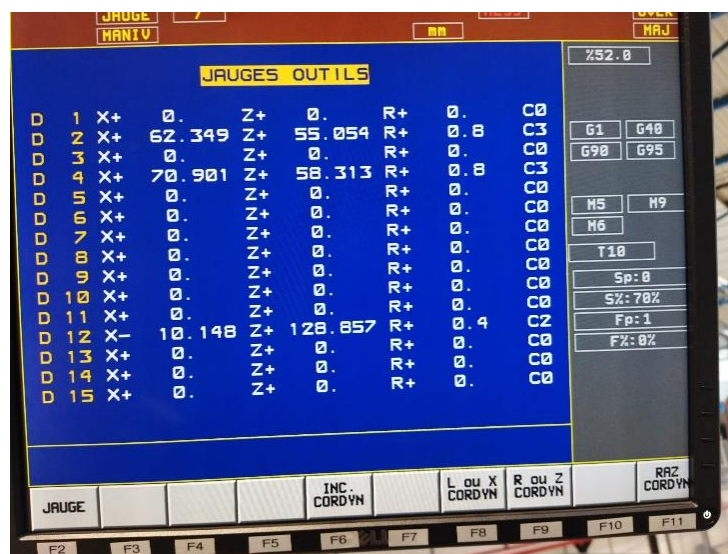 JAUGE /
MANIV mm MAJ
%52.0
JAUGES OUTILS
D 1 X+ 0. Z+ 0. R+ 0. C0
D 2 X+ 62.349 Z+ 55.054 R+ 0.8 C3
D 3 X+ 0. Z+ 0. R+ 0. C0
D 4 X+ 70.901 Z+ 58.313 R+ 0.8 C3
D 5 X+ 0. Z+ 0. R+ 0. C0
D 6 X+ 0. Z+ 0. R+ 0. C0
D 7 X+ 0. Z+ 0. R+ 0. C0
D 8 X+ 0. Z+ 0. R+ 0. C0
D 9 X+ 0. Z+ 0. R+ 0. C0
D 10 X+ 0. Z+ 0. R+ 0. C0
D 11 X+ 0. Z+ 0. R+ 0. C0
D 12 X- 10.148 Z+ 128.857 R+ 0.4 C2
D 13 X+ 0. Z+ 0. R+ 0. C0
D 14 X+ 0. Z+ 0. R+ 0. C0
D 15 X+ 0. Z+ 0. R+ 0. C0
G1 G40
G90 G95
M5 M9
M6
T10
Sp:0
S%:70%
Fp:1
F%:0%
JAUGE
INC.
CORDYN
L ou X
CORDYN
R ou Z
CORDYN
RAZ
CORDYN
F2 F3 F4 F5 F6 F7 F8 F9 F10 F11